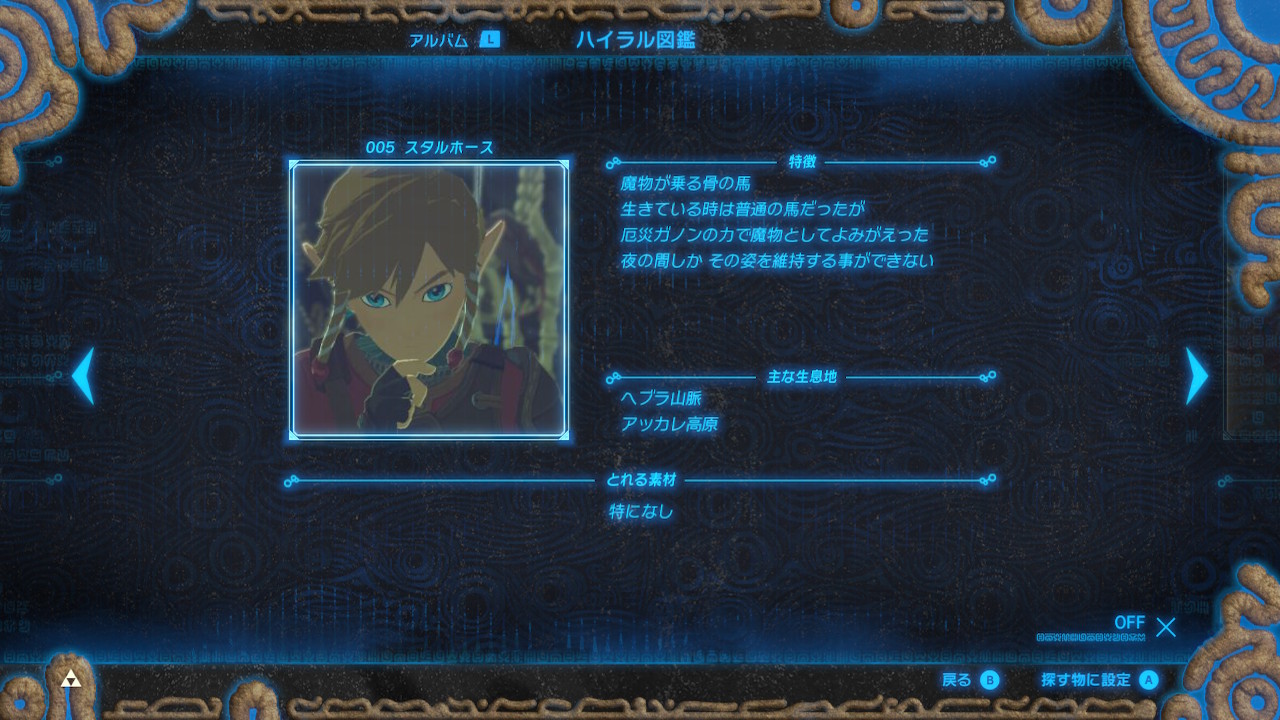 アルバム L
ハイラル図鑑
005 スタルホース
特徴
魔物が乗る骨の馬
生きている時は普通の馬だったが
厄災ガノンの力で魔物としてよみがえった
夜の間しか その姿を維持する事ができない
主な生息地
ヘブラ山脈
アッカレ高原
とれる素材
特になし
OFF
戻る B
探す物に設定 A